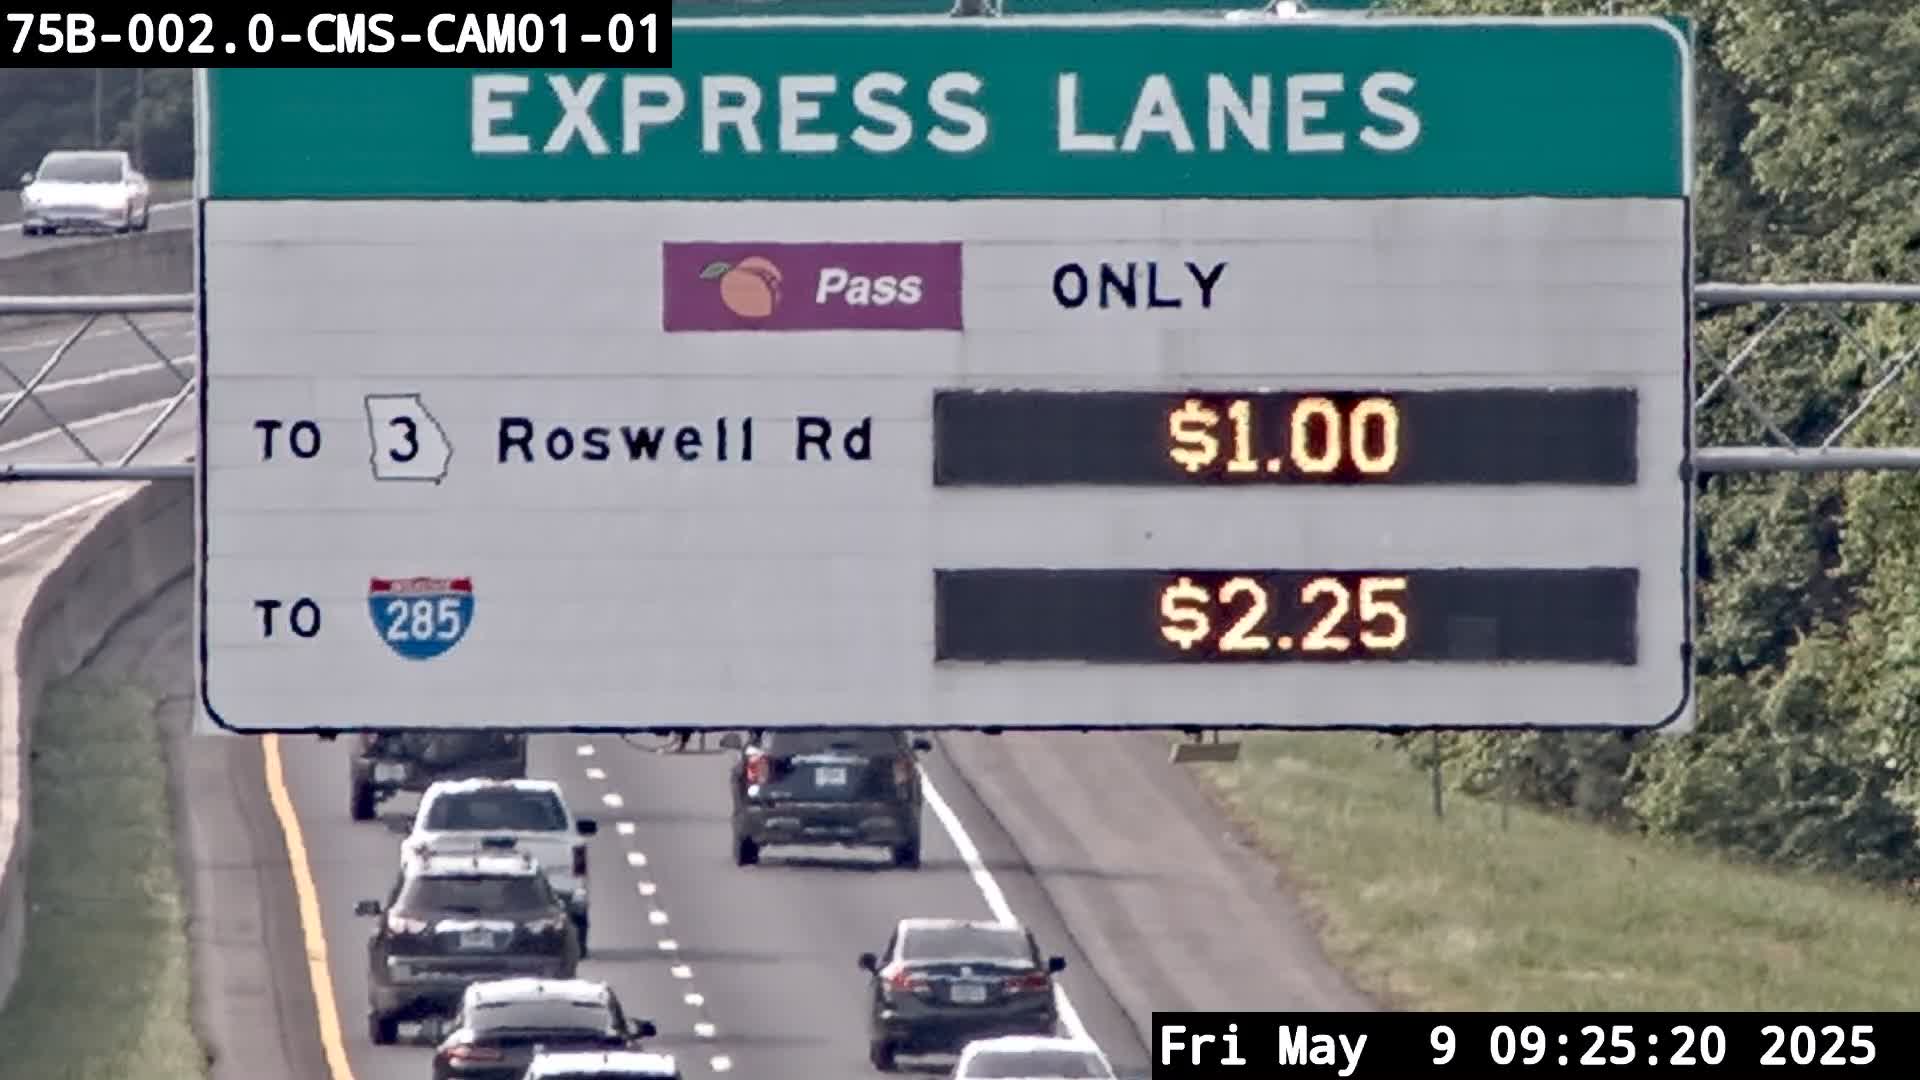 75B-002.0-CMS-CAM01-01
EXPRESS LANES
Pass ONLY
TO 3 Roswell Rd $1.00
TO 285 $2.25
Fri May 9 09:25:20 2025